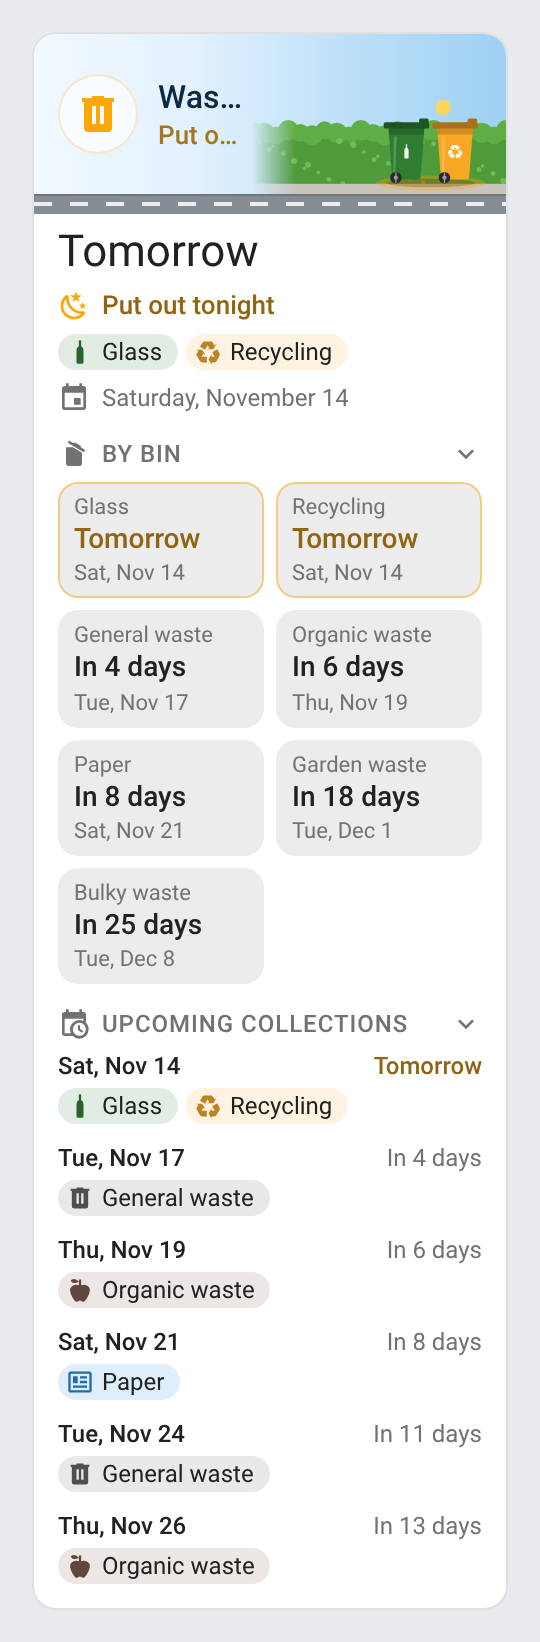 Was...
Put o...
Tomorrow
Put out tonight
Glass
Recycling
Saturday, November 14
BY BIN
Glass
Tomorrow
Sat, Nov 14
Recycling
Tomorrow
Sat, Nov 14
General waste
In 4 days
Tue, Nov 17
Organic waste
In 6 days
Thu, Nov 19
Paper
In 8 days
Sat, Nov 21
Garden waste
In 18 days
Tue, Dec 1
Bulky waste
In 25 days
Tue, Dec 8
UPCOMING COLLECTIONS
Sat, Nov 14 Tomorrow
Glass Recycling
Tue, Nov 17 In 4 days
General waste
Thu, Nov 19 In 6 days
Organic waste
Sat, Nov 21 In 8 days
Paper
Tue, Nov 24 In 11 days
General waste
Thu, Nov 26 In 13 days
Organic waste